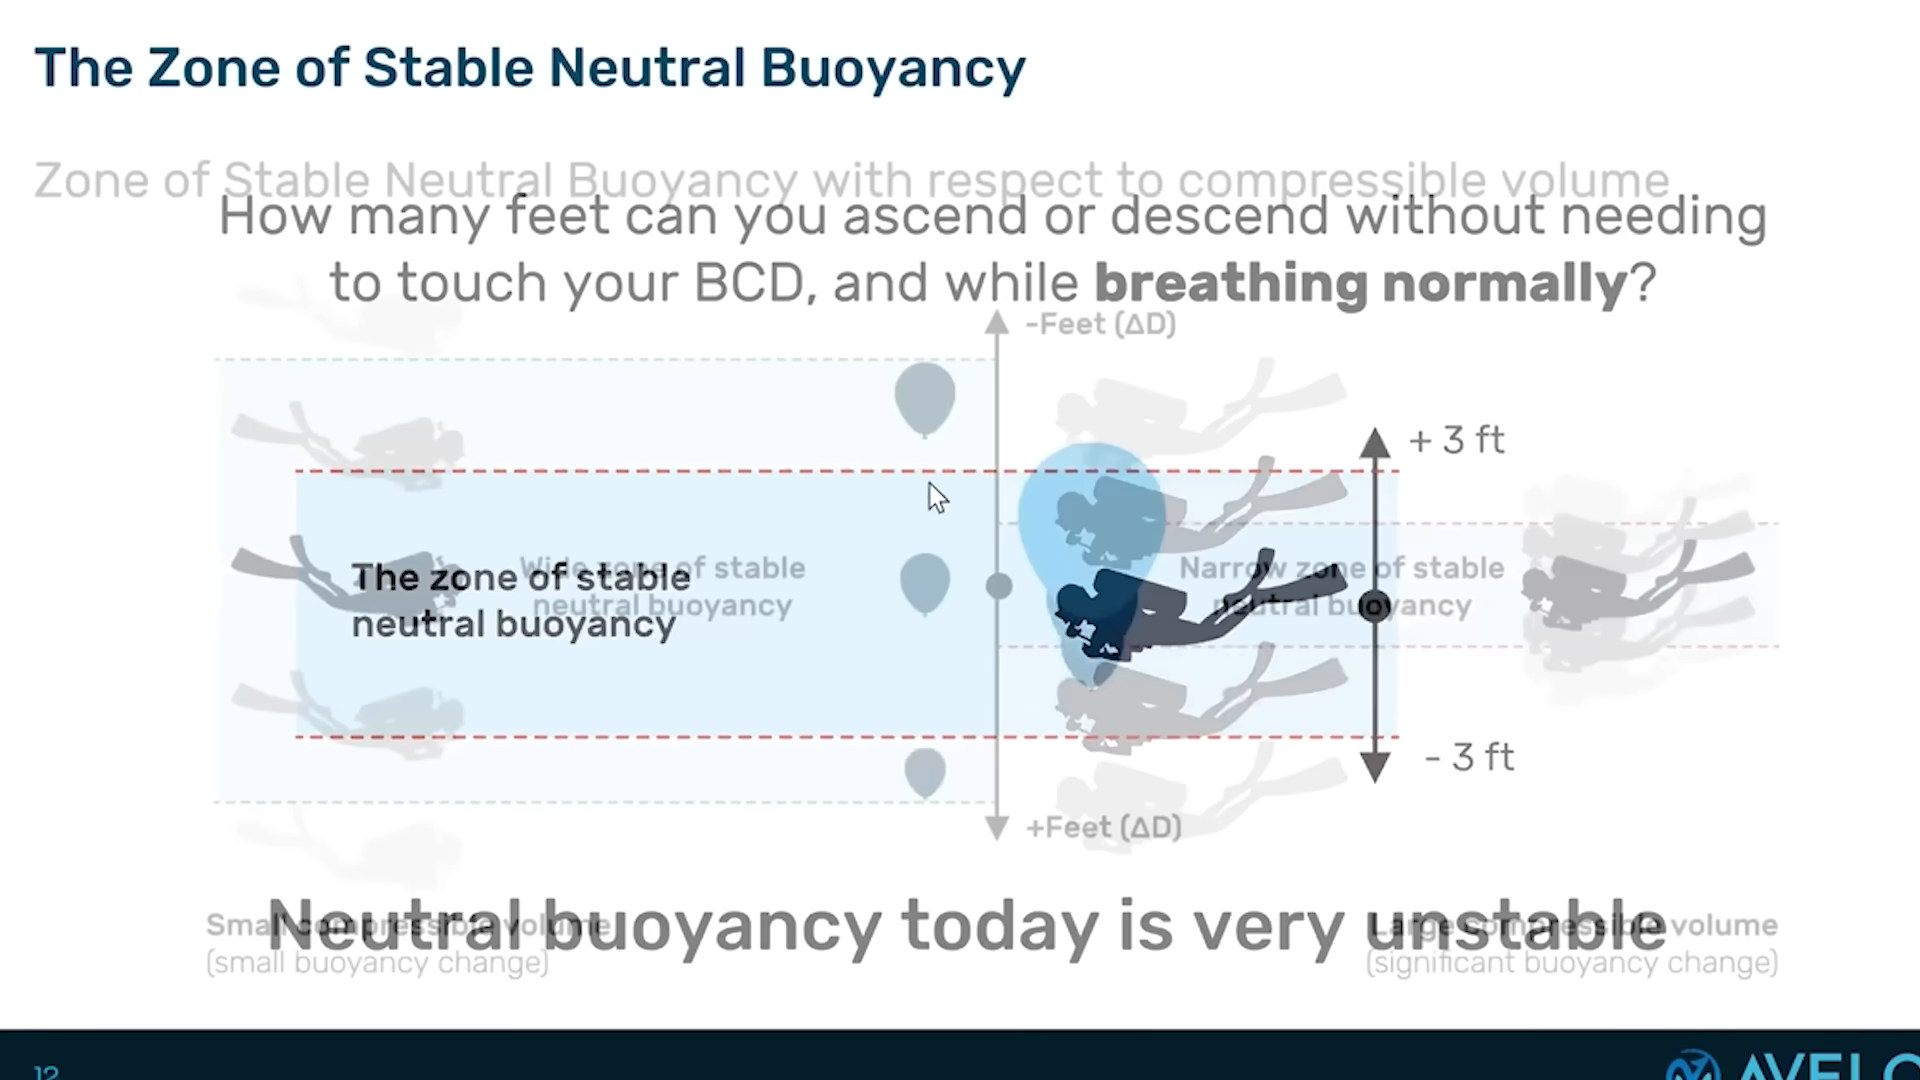 The Zone of Stable Neutral Buoyancy
Zone of Stable Neutral Buoyancy with respect to compressible volume
How many feet can you ascend or descend without needing
to touch your BCD, and while breathing normally?
-Feet (ΔD)
+ 3 ft
Wide zone of stable
neutral buoyancy
The zone of stable
neutral buoyancy
Narrow zone of stable
neutral buoyancy
- 3 ft
+Feet (ΔD)
Small compressible volume
(small buoyancy change)
Neutral buoyancy today is very unstable
Large compressible volume
(significant buoyancy change)
12